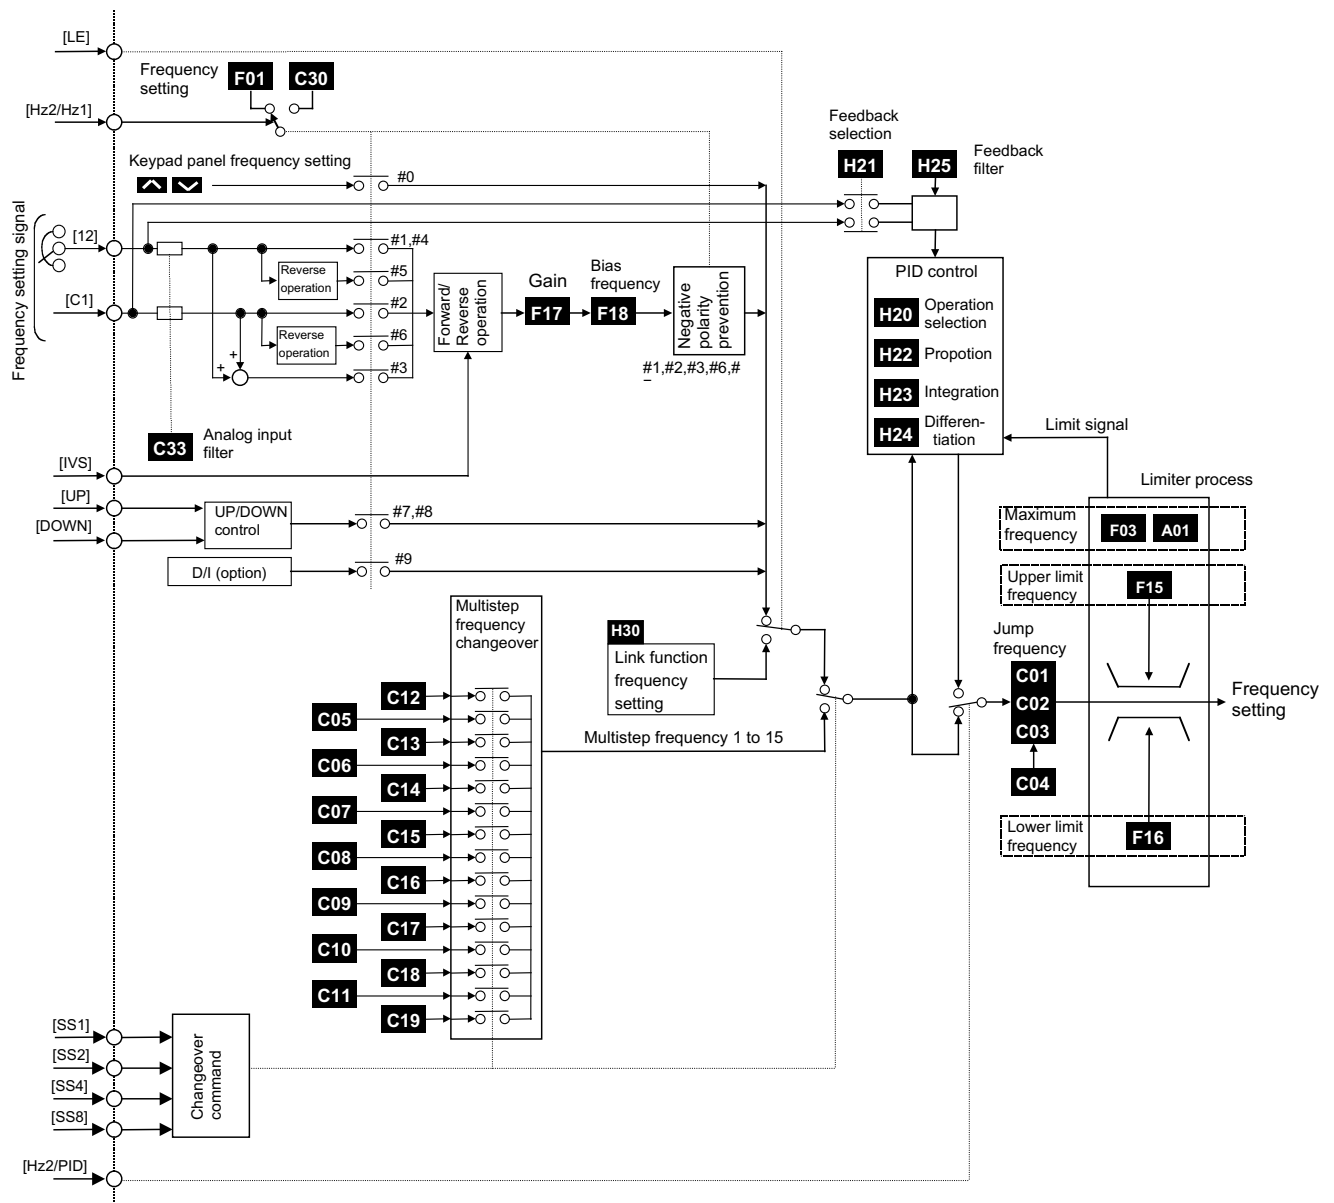 [LE]
Frequency
setting
F01
C30
[Hz2/Hz1]
Feedback
selection
H21
H25
Feedback
filter
Keypad panel frequency setting
#0
Frequency setting signal
[12]
#1,#4
Reverse
operation
#5
[C1]
#2
Reverse
operation
#6
+
+
#3
Forward/
Reverse
operation
Gain
F17
Bias
frequency
F18
Negative
polarity
prevention
#1,#2,#3,#6,#
–
PID control
H20
Operation
selection
H22
Propotion
H23
Integration
H24
Differen-
tiation
C33
Analog input
filter
[IVS]
[UP]
[DOWN]
UP/DOWN
control
#7,#8
D/I (option)
#9
Limit signal
Limiter process
Maximum
frequency
F03
A01
Upper limit
frequency
F15
Multistep
frequency
changeover
H30
Link function
frequency
setting
Jump
frequency
C01
C02
C03
C04
Frequency
setting
Lower limit
frequency
F16
Multistep frequency 1 to 15
C12
C05
C13
C06
C14
C07
C15
C08
C16
C09
C17
C10
C18
C11
C19
[SS1]
[SS2]
[SS4]
[SS8]
Changeover
command
[Hz2/PID]